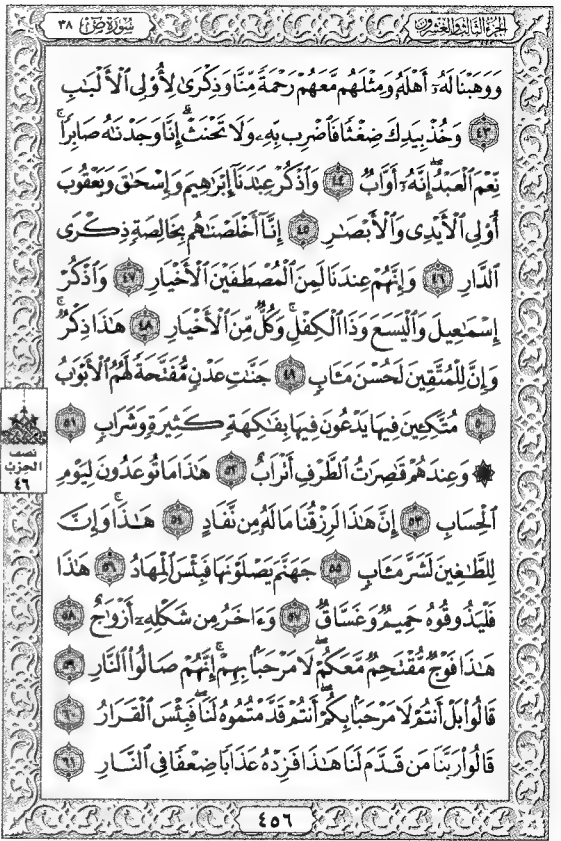 الجزء الثالث والعشرون
سورة ص ٣٨
وَوَهَبْنَا لَهُۥٓ أَهْلَهُۥ وَمِثْلَهُم مَّعَهُمْ رَحْمَةً مِّنَّا وَذِكْرَىٰ لِأُوْلِى ٱلْأَلْبَٰبِ
٤٣ وَخُذْ بِيَدِكَ ضِغْثًا فَٱضْرِب بِّهِۦ وَلَا تَحْنَثْ ۗ إِنَّا وَجَدْنَٰهُ صَابِرًا ۚ
نِّعْمَ ٱلْعَبْدُ ۖ إِنَّهُۥٓ أَوَّابٌ ٤٤ وَٱذْكُرْ عِبَٰدَنَآ إِبْرَٰهِيمَ وَإِسْحَٰقَ وَيَعْقُوبَ
أُوْلِى ٱلْأَيْدِى وَٱلْأَبْصَٰرِ ٤٥ إِنَّآ أَخْلَصْنَٰهُم بِخَالِصَةٍ ذِكْرَى
ٱلدَّارِ ٤٦ وَإِنَّهُمْ عِندَنَا لَمِنَ ٱلْمُصْطَفَيْنَ ٱلْأَخْيَارِ ٤٧ وَٱذْكُرْ
إِسْمَٰعِيلَ وَٱلْيَسَعَ وَذَا ٱلْكِفْلِ ۖ وَكُلٌّ مِّنَ ٱلْأَخْيَارِ ٤٨ هَٰذَا ذِكْرٌ ۚ
وَإِنَّ لِلْمُتَّقِينَ لَحُسْنَ مَـَٔابٍ ٤٩ جَنَّٰتِ عَدْنٍ مُّفَتَّحَةً لَّهُمُ ٱلْأَبْوَٰبُ
٥٠ مُتَّكِـِٔينَ فِيهَا يَدْعُونَ فِيهَا بِفَٰكِهَةٍ كَثِيرَةٍ وَشَرَابٍ ٥١
۞ وَعِندَهُمْ قَٰصِرَٰتُ ٱلطَّرْفِ أَتْرَابٌ ٥٢ هَٰذَا مَا تُوعَدُونَ لِيَوْمِ
ٱلْحِسَابِ ٥٣ إِنَّ هَٰذَا لَرِزْقُنَا مَا لَهُۥ مِن نَّفَادٍ ٥٤ هَٰذَا ۚ وَإِنَّ
لِلطَّٰغِينَ لَشَرَّ مَـَٔابٍ ٥٥ جَهَنَّمَ يَصْلَوْنَهَا فَبِئْسَ ٱلْمِهَادُ ٥٦ هَٰذَا
فَلْيَذُوقُوهُ حَمِيمٌ وَغَسَّاقٌ ٥٧ وَءَاخَرُ مِن شَكْلِهِۦٓ أَزْوَٰجٌ ٥٨
هَٰذَا فَوْجٌ مُّقْتَحِمٌ مَّعَكُمْ ۖ لَا مَرْحَبًۢا بِهِمْ ۚ إِنَّهُمْ صَالُوا۟ ٱلنَّارِ ٥٩
قَالُوا۟ بَلْ أَنتُمْ لَا مَرْحَبًۢا بِكُمْ ۖ أَنتُمْ قَدَّمْتُمُوهُ لَنَا ۖ فَبِئْسَ ٱلْقَرَارُ ٦٠
قَالُوا۟ رَبَّنَا مَن قَدَّمَ لَنَا هَٰذَا فَزِدْهُ عَذَابًا ضِعْفًا فِى ٱلنَّارِ ٦١
نصف
الحزب
٤٦
٤٥٦